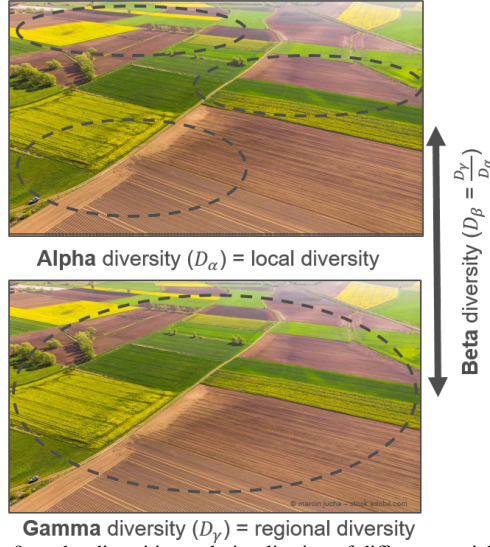 Alpha diversity (Dα) = local diversity
Beta diversity (Dβ = Dγ/Dα)
© marcin jucha – stock.adobe.com
Gamma diversity (Dγ) = regional diversity